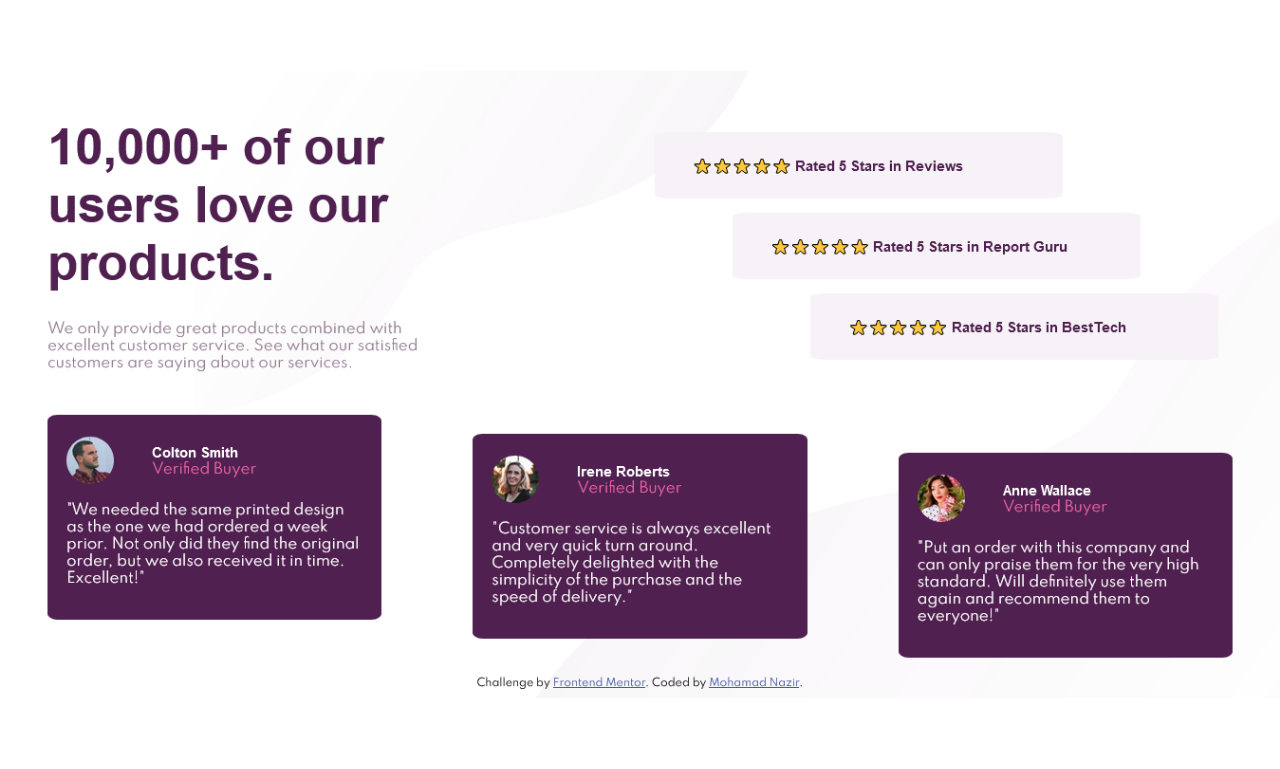 10,000+ of our
users love our
products.
We only provide great products combined with
excellent customer service. See what our satisfied
customers are saying about our services.
Rated 5 Stars in Reviews
Rated 5 Stars in Report Guru
Rated 5 Stars in BestTech
Colton Smith
Verified Buyer
"We needed the same printed design
as the one we had ordered a week
prior. Not only did they find the original
order, but we also received it in time.
Excellent!"
Irene Roberts
Verified Buyer
"Customer service is always excellent
and very quick turn around.
Completely delighted with the
simplicity of the purchase and the
speed of delivery."
Anne Wallace
Verified Buyer
"Put an order with this company and
can only praise them for the very high
standard. Will definitely use them
again and recommend them to
everyone!"
Challenge by Frontend Mentor. Coded by Mohamad Nazir.